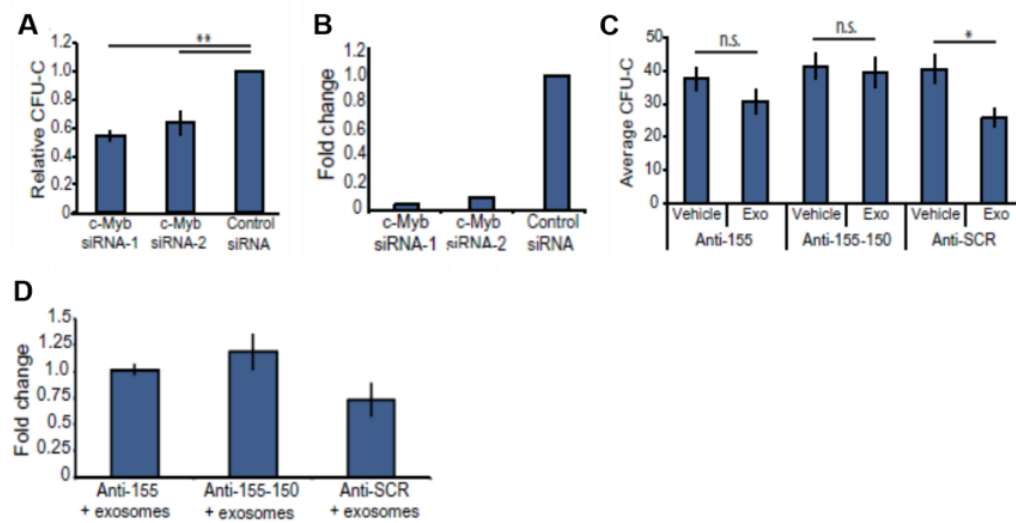 A
Relative CFU-C
1.2
1.0
0.8
0.6
0.4
0.2
0
**
c-Myb
siRNA-1
c-Myb
siRNA-2
Control
siRNA
B
Fold change
1.2
1.0
0.8
0.6
0.4
0.2
0
c-Myb
siRNA-1
c-Myb
siRNA-2
Control
siRNA
C
Average CFU-C
50
40
30
20
10
0
n.s.
n.s.
*
Vehicle Exo Vehicle Exo Vehicle Exo
Anti-155 Anti-155-150 Anti-SCR
D
Fold change
1.5
1.25
1.0
0.75
0.5
0.25
0
Anti-155
+ exosomes
Anti-155-150
+ exosomes
Anti-SCR
+ exosomes